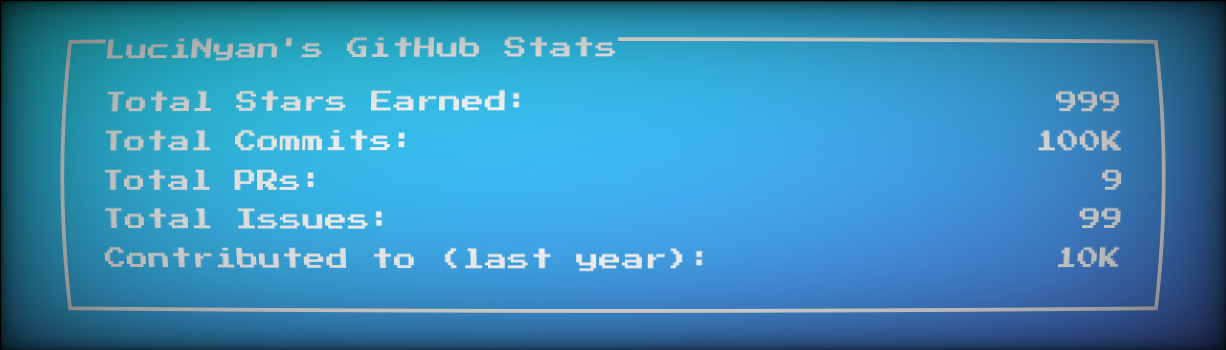 LuciNyan's GitHub Stats
Total Stars Earned: 999
Total Commits: 100K
Total PRs: 9
Total Issues: 99
Contributed to (last year): 10K